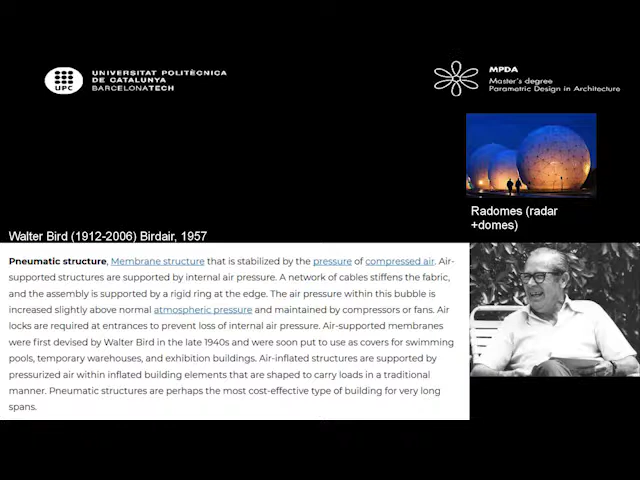 UNIVERSITAT POLITÈCNICA
DE CATALUNYA
BARCELONATECH
UPC
MPDA
Master's degree
Parametric Design in Architecture
Radomes (radar
+domes)
Walter Bird (1912-2006) Birdair, 1957
Pneumatic structure, Membrane structure that is stabilized by the pressure of compressed air. Air-
supported structures are supported by internal air pressure. A network of cables stiffens the fabric,
and the assembly is supported by a rigid ring at the edge. The air pressure within this bubble is
increased slightly above normal atmospheric pressure and maintained by compressors or fans. Air
locks are required at entrances to prevent loss of internal air pressure. Air-supported membranes
were first devised by Walter Bird in the late 1940s and were soon put to use as covers for swimming
pools, temporary warehouses, and exhibition buildings. Air-inflated structures are supported by
pressurized air within inflated building elements that are shaped to carry loads in a traditional
manner. Pneumatic structures are perhaps the most cost-effective type of building for very long
spans.